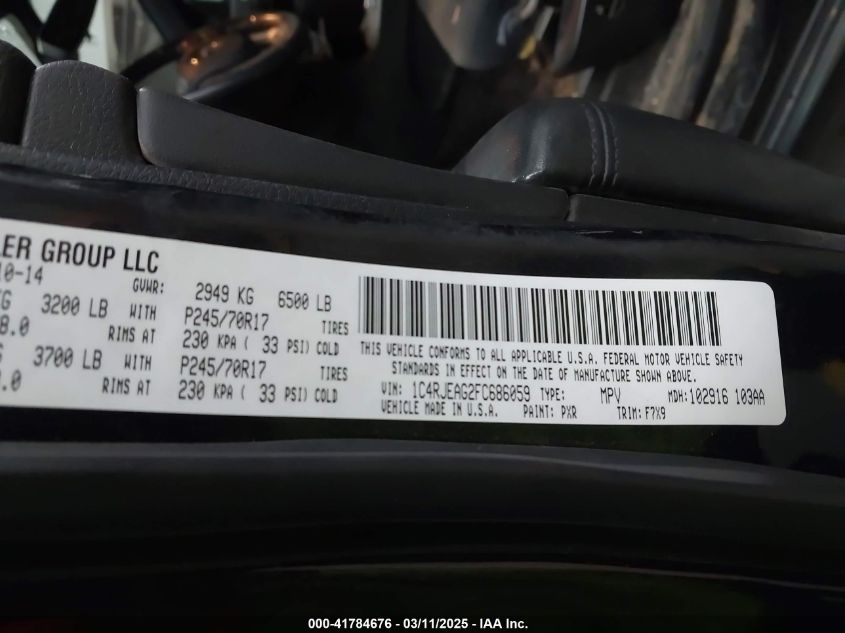 LER GROUP LLC
10-14
GVWR: 2949 KG 6500 LB
KG 3200 LB WITH P245/70R17 TIRES
8.0 RIMS AT 230 KPA ( 33 PSI) COLD
3700 LB WITH P245/70R17 TIRES
.0 RIMS AT 230 KPA ( 33 PSI) COLD
THIS VEHICLE CONFORMS TO ALL APPLICABLE U.S.A. FEDERAL MOTOR VEHICLE SAFETY
STANDARDS IN EFFECT ON THE DATE OF MANUFACTURE SHOWN ABOVE.
VIN: 1C4RJEAG2FC686059 TYPE: MPV MDH:102916 103AA
VEHICLE MADE IN U.S.A. PAINT: PXR TRIM: F7X9
000-41784676 - 03/11/2025 - IAA Inc.